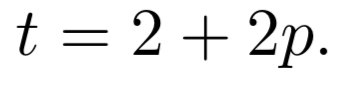 t = 2 + 2p.